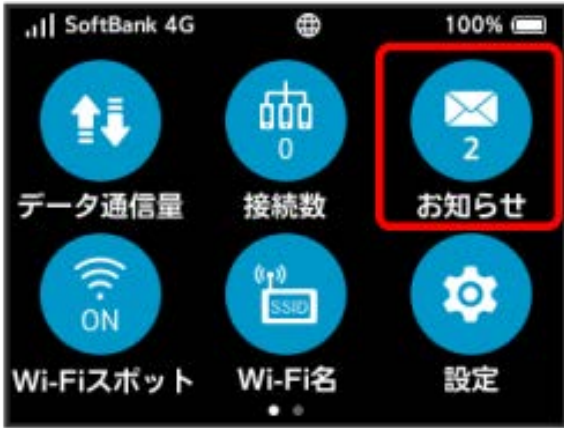 SoftBank 4G 100%
0
2
データ通信量 接続数 お知らせ
ON
SSID
Wi-Fiスポット Wi-Fi名 設定